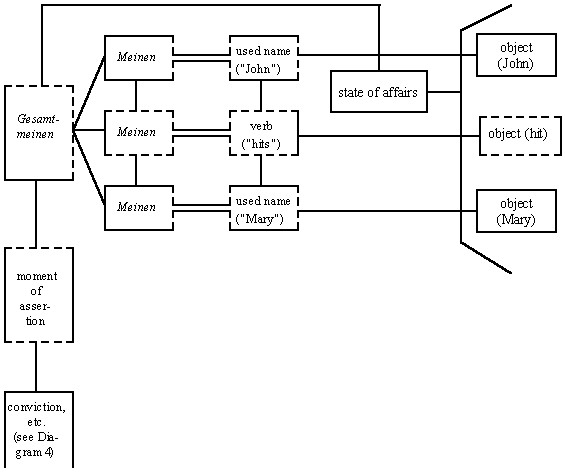 Gesamt-
meinen
moment
of
asser-
tion
conviction,
etc.
(see Dia-
gram 4)
Meinen
Meinen
Meinen
used name
("John")
verb
("hits")
used name
("Mary")
state of affairs
object
(John)
object (hit)
object
(Mary)